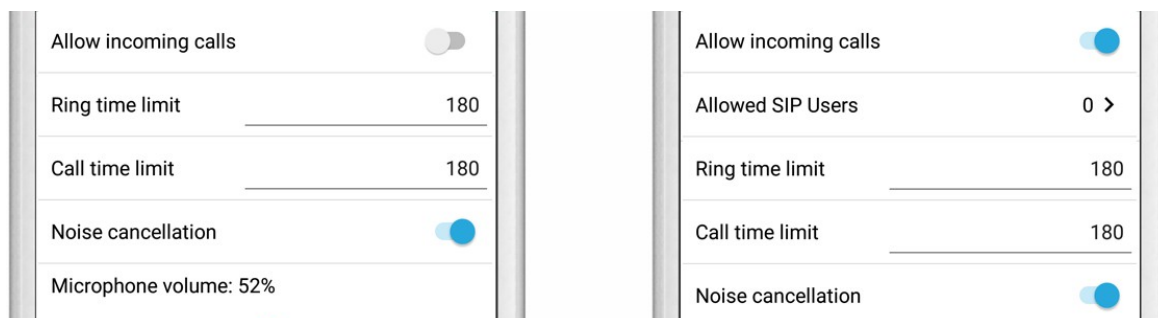 Allow incoming calls
Ring time limit 180
Call time limit 180
Noise cancellation
Microphone volume: 52%
Allow incoming calls
Allowed SIP Users 0 >
Ring time limit 180
Call time limit 180
Noise cancellation